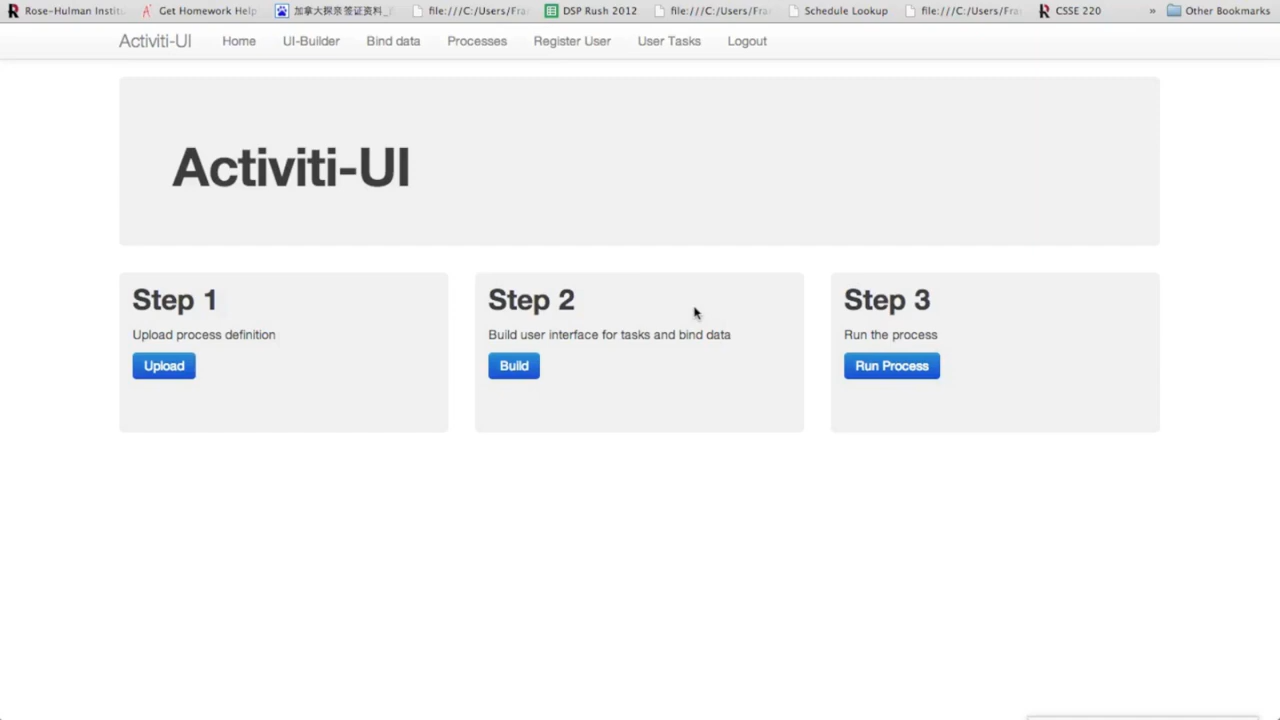 Rose-Hulman Get Homework Help 加拿大探亲签证资料 file:///C:/Users/Fra DSP Rush 2012 file:///C:/Users/Fra Schedule Lookup file:///C:/Users/Fra CSSE 220 » Other Bookmarks
Activiti-UI Home UI-Builder Bind data Processes Register User User Tasks Logout
Activiti-UI
Step 1
Upload process definition
Upload
Step 2
Build user interface for tasks and bind data
Build
Step 3
Run the process
Run Process